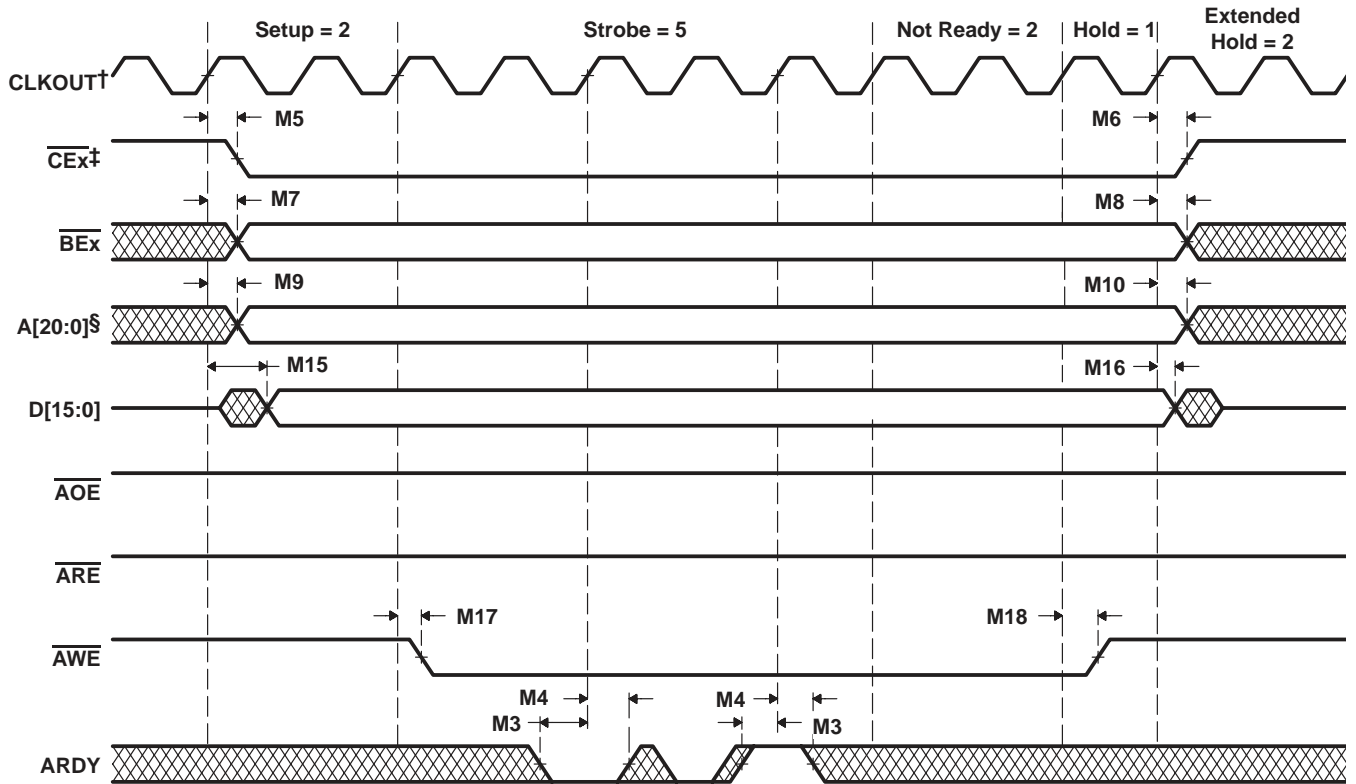 Setup = 2
Strobe = 5
Not Ready = 2
Hold = 1
Extended
Hold = 2
CLKOUT†
M5
M6
CEx‡
M7
M8
BEx
M9
M10
A[20:0]§
M15
M16
D[15:0]
AOE
ARE
M17
M18
AWE
M4
M4
M3
M3
ARDY